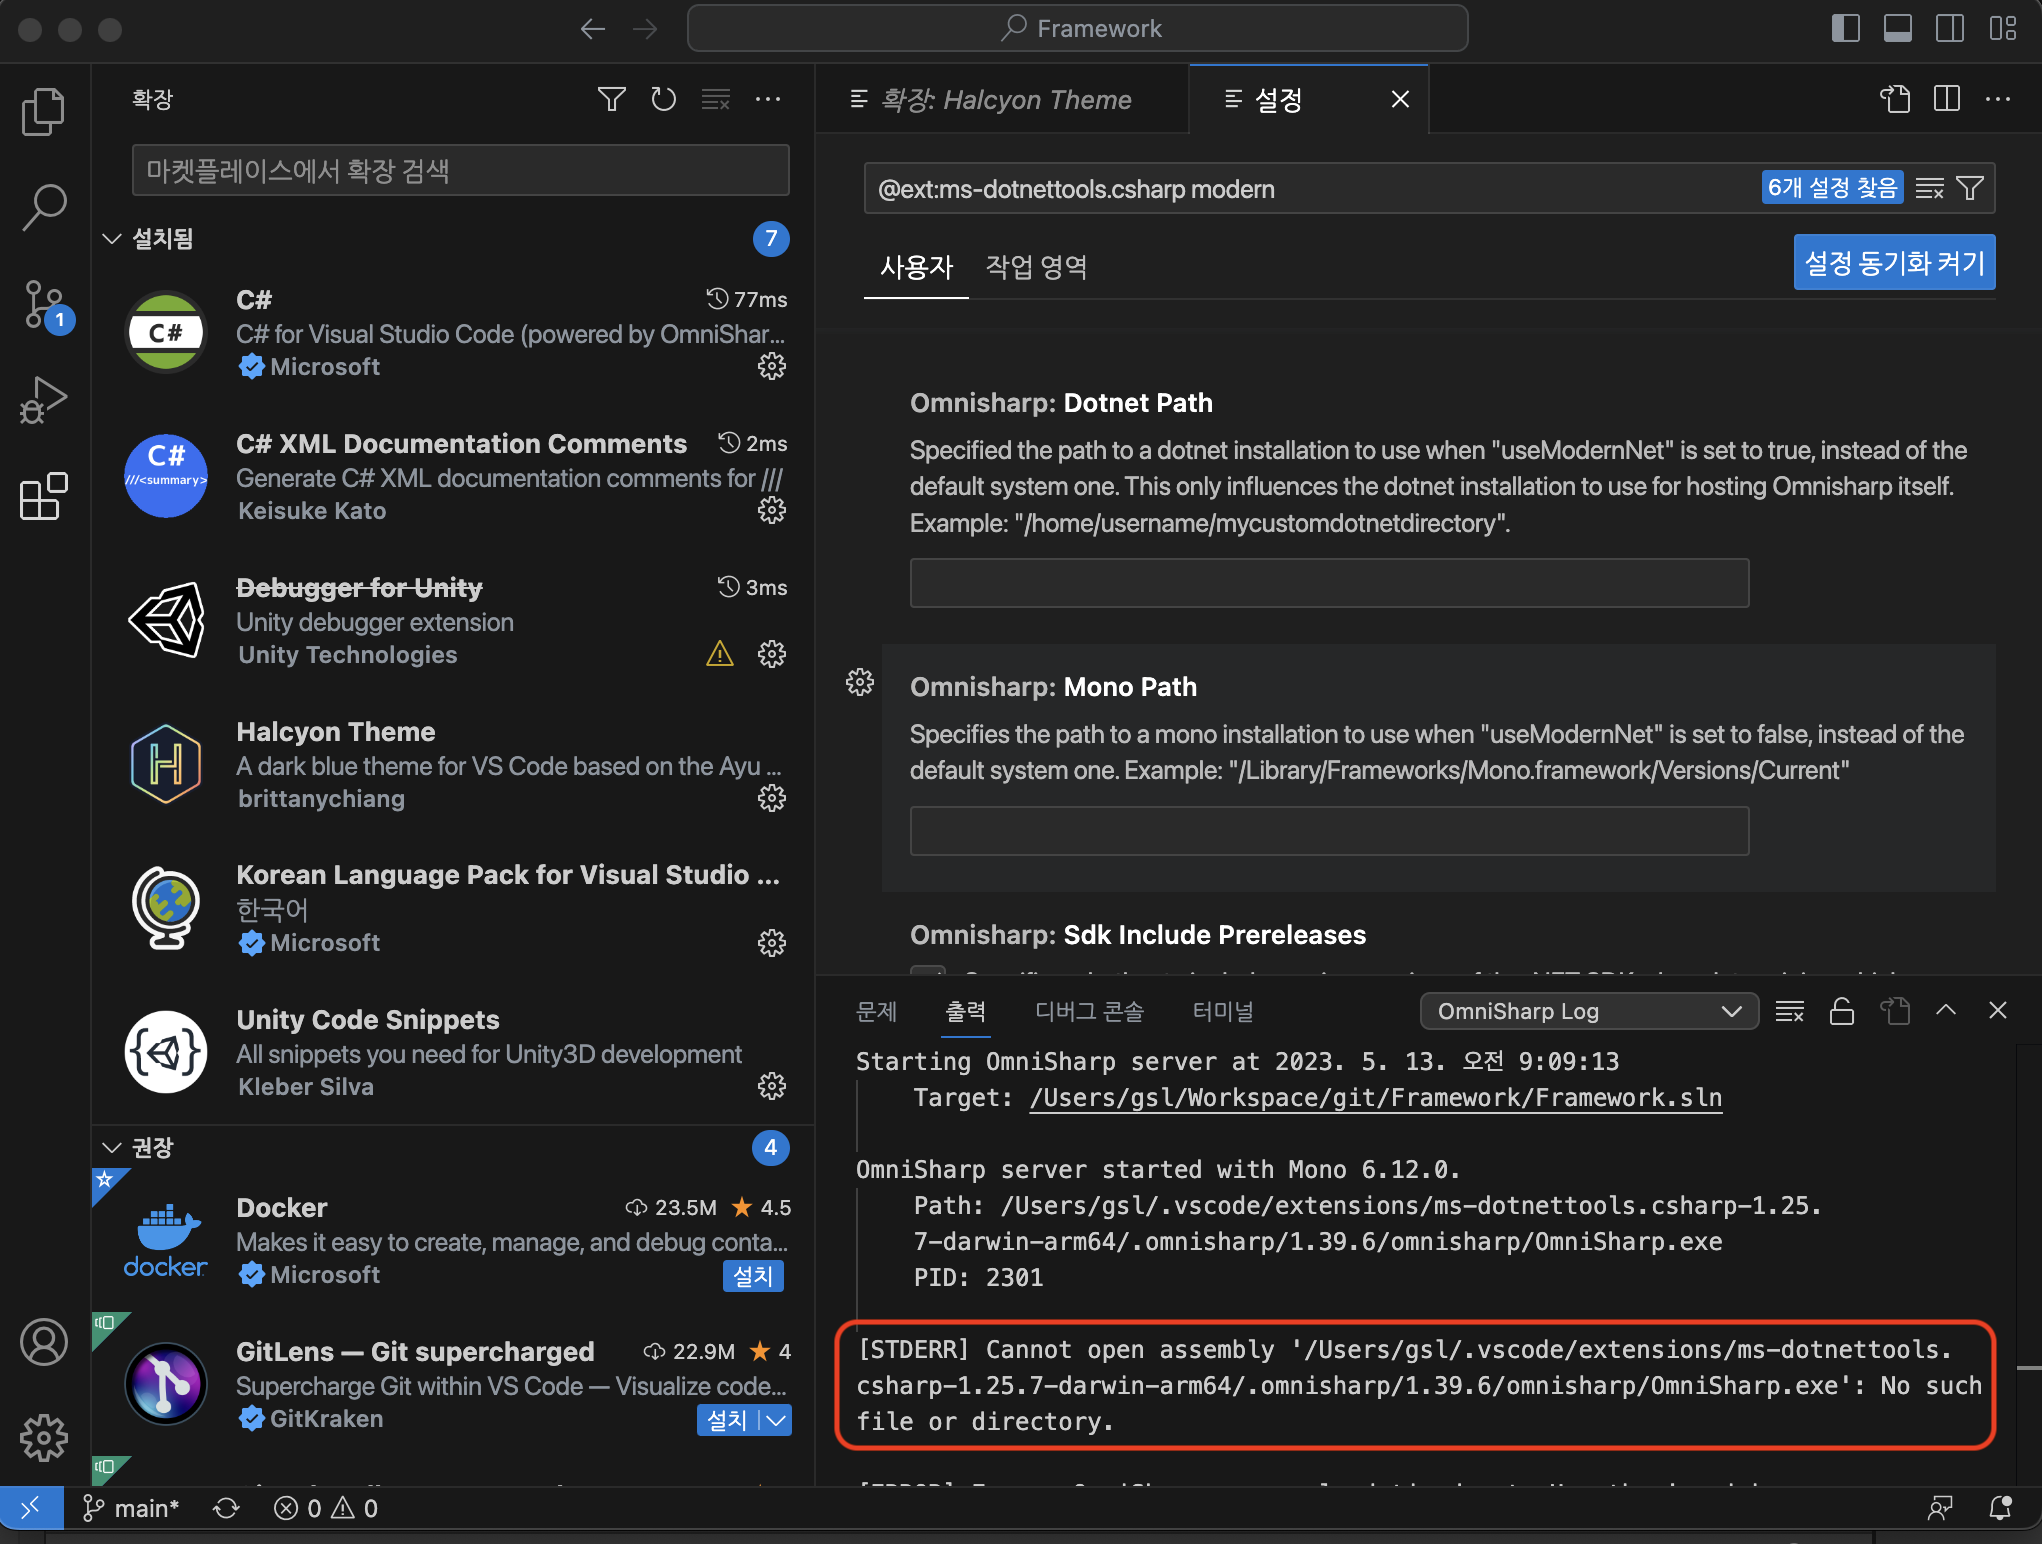 Framework
확장
마켓플레이스에서 확장 검색
설치됨
7
C#
77ms
C#
C# for Visual Studio Code (powered by OmniShar...
Microsoft
C# XML Documentation Comments
2ms
C#
///<summary>
Generate C# XML documentation comments for ///
Keisuke Kato
Debugger for Unity
3ms
Unity debugger extension
Unity Technologies
Halcyon Theme
A dark blue theme for VS Code based on the Ayu ...
brittanychiang
Korean Language Pack for Visual Studio ...
한국어
Microsoft
Unity Code Snippets
All snippets you need for Unity3D development
Kleber Silva
권장
4
Docker
23.5M
4.5
Makes it easy to create, manage, and debug conta...
docker
Microsoft
설치
GitLens — Git supercharged
22.9M
4
Supercharge Git within VS Code — Visualize code...
GitKraken
설치
1
확장: Halcyon Theme
설정
@ext:ms-dotnettools.csharp modern
6개 설정 찾음
사용자
작업 영역
설정 동기화 켜기
Omnisharp: Dotnet Path
Specified the path to a dotnet installation to use when "useModernNet" is set to true, instead of the
default system one. This only influences the dotnet installation to use for hosting Omnisharp itself.
Example: "/home/username/mycustomdotnetdirectory".
Omnisharp: Mono Path
Specifies the path to a mono installation to use when "useModernNet" is set to false, instead of the
default system one. Example: "/Library/Frameworks/Mono.framework/Versions/Current"
Omnisharp: Sdk Include Prereleases
문제
출력
디버그 콘솔
터미널
OmniSharp Log
Starting OmniSharp server at 2023. 5. 13. 오전 9:09:13
Target: /Users/gsl/Workspace/git/Framework/Framework.sln
OmniSharp server started with Mono 6.12.0.
Path: /Users/gsl/.vscode/extensions/ms-dotnettools.csharp-1.25.
7-darwin-arm64/.omnisharp/1.39.6/omnisharp/OmniSharp.exe
PID: 2301
[STDERR] Cannot open assembly '/Users/gsl/.vscode/extensions/ms-dotnettools.
csharp-1.25.7-darwin-arm64/.omnisharp/1.39.6/omnisharp/OmniSharp.exe': No such
file or directory.
main*
0
0